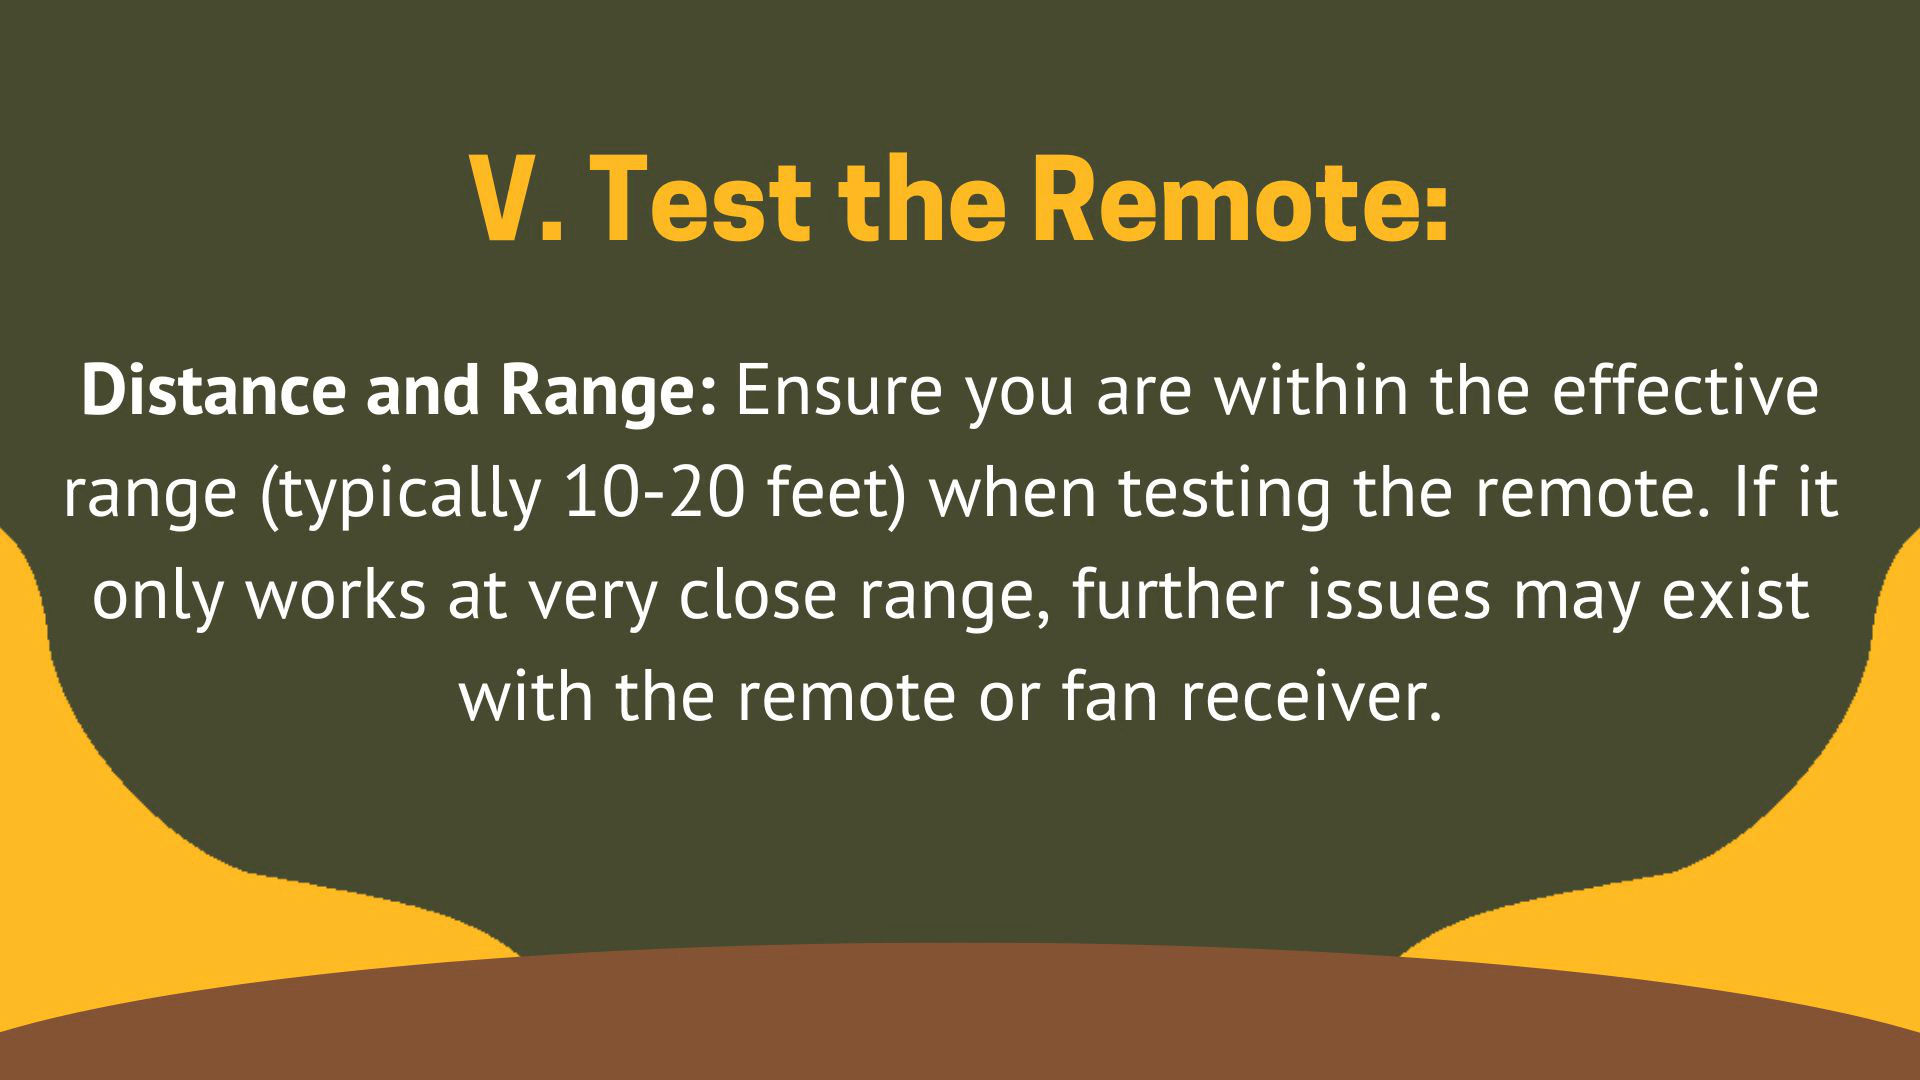 V. Test the Remote:
Distance and Range: Ensure you are within the effective
range (typically 10-20 feet) when testing the remote. If it
only works at very close range, further issues may exist
with the remote or fan receiver.